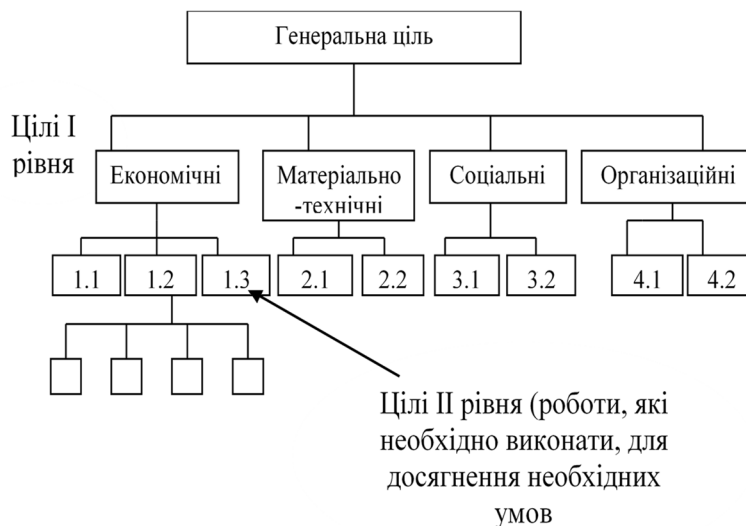 Генеральна ціль
Цілі І
рівня
Економічні
Матеріально
-технічні
Соціальні
Організаційні
1.1
1.2
1.3
2.1
2.2
3.1
3.2
4.1
4.2
Цілі ІІ рівня (роботи, які
необхідно виконати, для
досягнення необхідних
умов